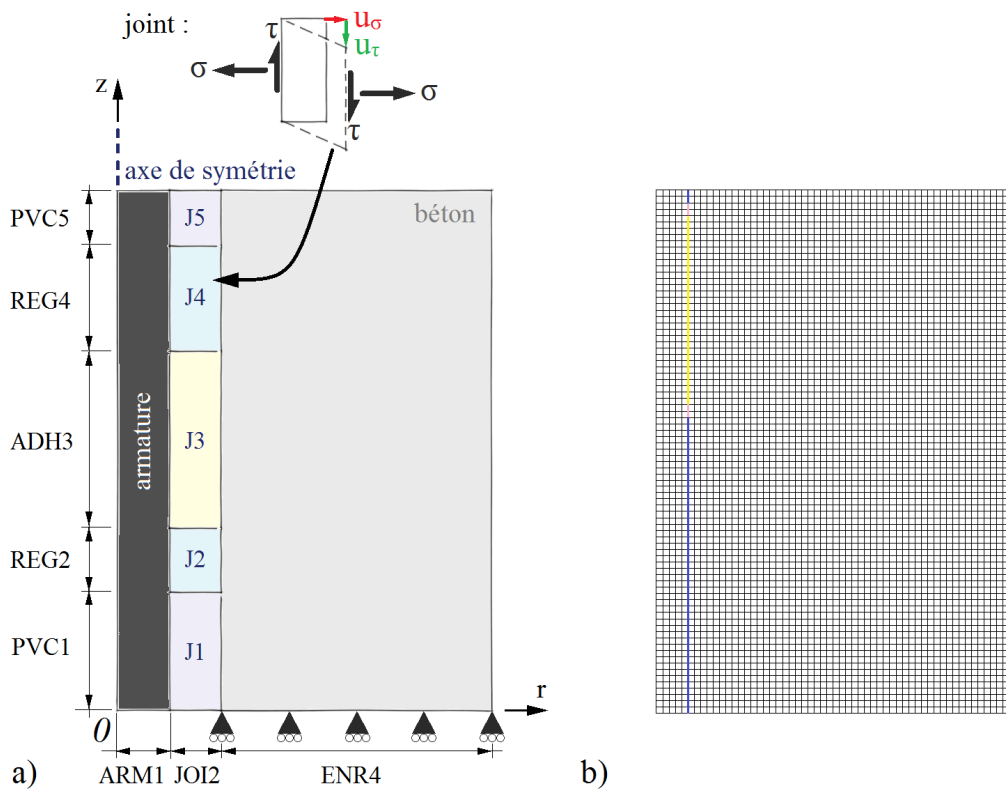 joint :
uσ
uτ
τ
σ
σ
τ
z
axe de symétrie
PVC5
J5
béton
REG4
J4
armature
ADH3
J3
REG2
J2
PVC1
J1
r
0
a)
ARM1
JOI2
ENR4
b)